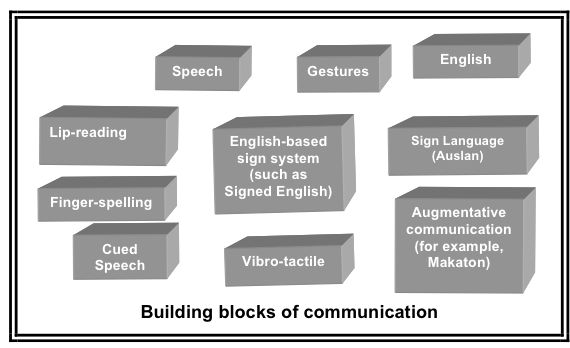 Speech
Gestures
English
Lip-reading
English-based
sign system
(such as
Signed English)
Sign Language
(Auslan)
Finger-spelling
Augmentative
communication
(for example,
Makaton)
Cued
Speech
Vibro-tactile
Building blocks of communication